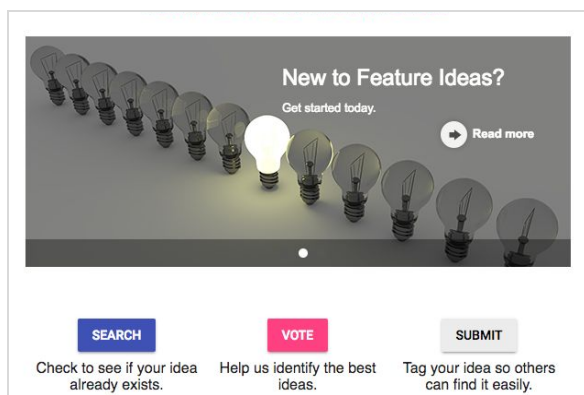 New to Feature Ideas?
Get started today.
Read more
SEARCH
VOTE
SUBMIT
Check to see if your idea
already exists.
Help us identify the best
ideas.
Tag your idea so others
can find it easily.